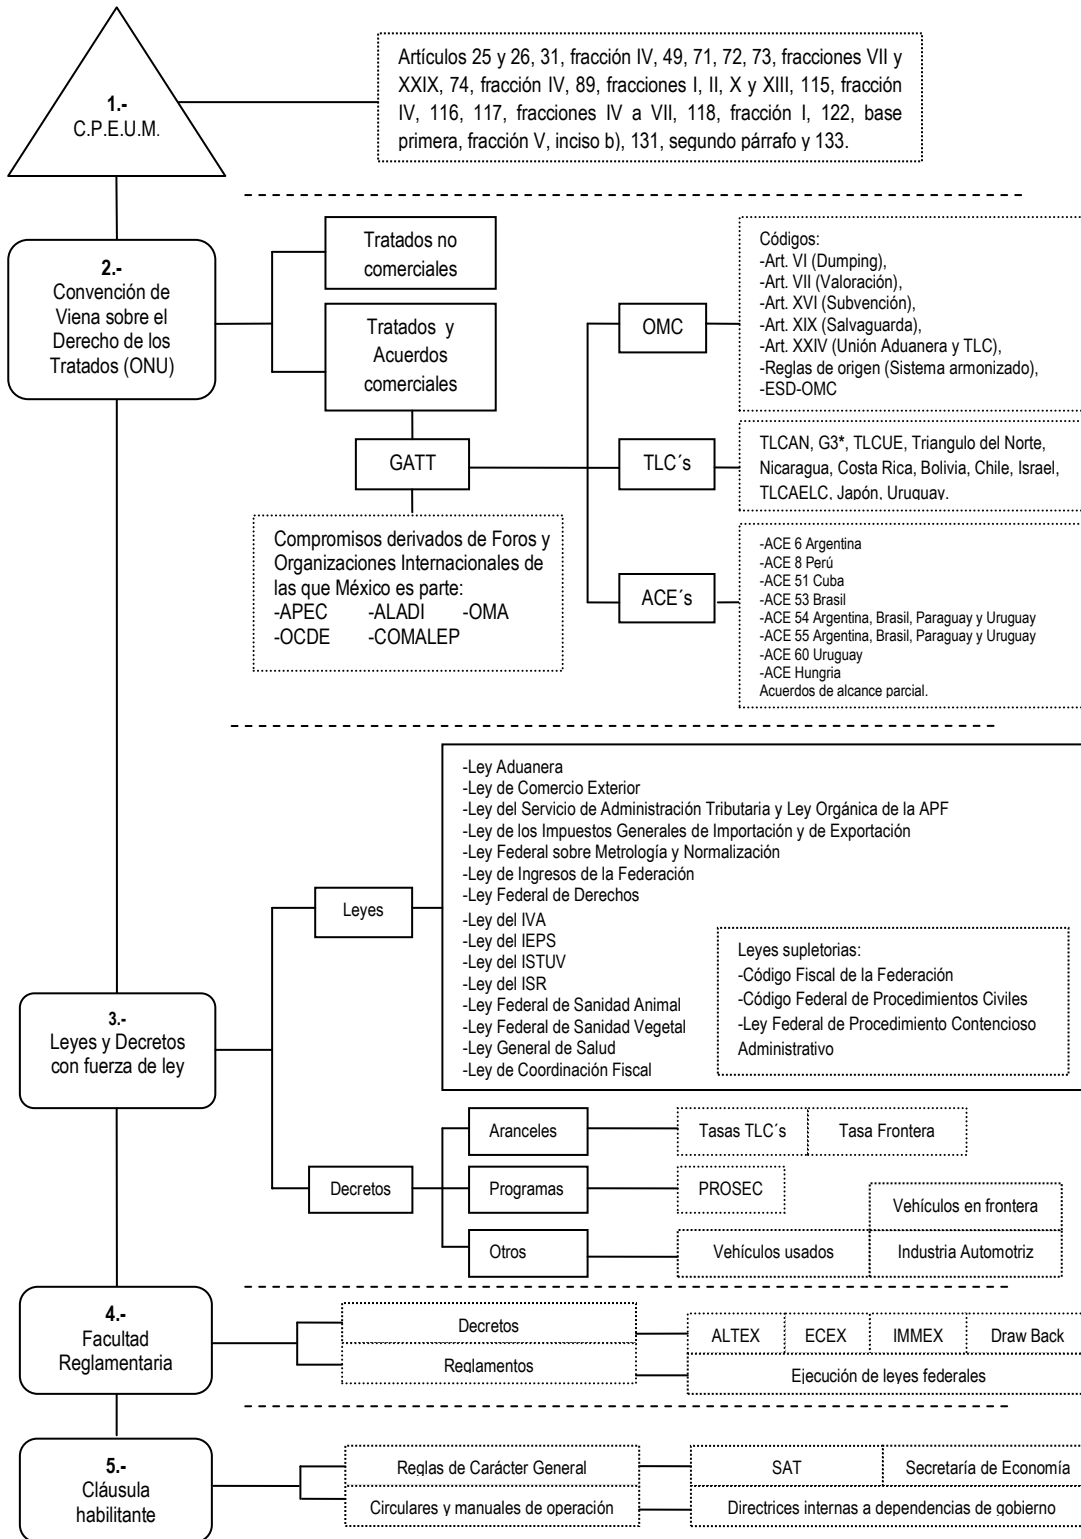 1.-
C.P.E.U.M.
Artículos 25 y 26, 31, fracción IV, 49, 71, 72, 73, fracciones VII y
XXIX, 74, fracción IV, 89, fracciones I, II, X y XIII, 115, fracción
IV, 116, 117, fracciones IV a VII, 118, fracción I, 122, base
primera, fracción V, inciso b), 131, segundo párrafo y 133.
2.-
Convención de
Viena sobre el
Derecho de los
Tratados (ONU)
Tratados no
comerciales
Tratados y
Acuerdos
comerciales
GATT
Compromisos derivados de Foros y
Organizaciones Internacionales de
las que México es parte:
-APEC -ALADI -OMA
-OCDE -COMALEP
OMC
Códigos:
-Art. VI (Dumping),
-Art. VII (Valoración),
-Art. XVI (Subvención),
-Art. XIX (Salvaguarda),
-Art. XXIV (Unión Aduanera y TLC),
-Reglas de origen (Sistema armonizado),
-ESD-OMC
TLC´s
TLCAN, G3*, TLCUE, Triangulo del Norte,
Nicaragua, Costa Rica, Bolivia, Chile, Israel,
TLCAELC, Japón, Uruguay.
ACE´s
-ACE 6 Argentina
-ACE 8 Perú
-ACE 51 Cuba
-ACE 53 Brasil
-ACE 54 Argentina, Brasil, Paraguay y Uruguay
-ACE 55 Argentina, Brasil, Paraguay y Uruguay
-ACE 60 Uruguay
-ACE Hungria
Acuerdos de alcance parcial.
3.-
Leyes y Decretos
con fuerza de ley
Leyes
-Ley Aduanera
-Ley de Comercio Exterior
-Ley del Servicio de Administración Tributaria y Ley Orgánica de la APF
-Ley de los Impuestos Generales de Importación y de Exportación
-Ley Federal sobre Metrología y Normalización
-Ley de Ingresos de la Federación
-Ley Federal de Derechos
-Ley del IVA
-Ley del IEPS
-Ley del ISTUV
-Ley del ISR
-Ley Federal de Sanidad Animal
-Ley Federal de Sanidad Vegetal
-Ley General de Salud
-Ley de Coordinación Fiscal
Leyes supletorias:
-Código Fiscal de la Federación
-Código Federal de Procedimientos Civiles
-Ley Federal de Procedimiento Contencioso
Administrativo
Decretos
Aranceles
Tasas TLC´s
Tasa Frontera
Programas
PROSEC
Vehículos en frontera
Otros
Vehículos usados
Industria Automotriz
4.-
Facultad
Reglamentaria
Decretos
ALTEX
ECEX
IMMEX
Draw Back
Reglamentos
Ejecución de leyes federales
5.-
Cláusula
habilitante
Reglas de Carácter General
SAT
Secretaría de Economía
Circulares y manuales de operación
Directrices internas a dependencias de gobierno